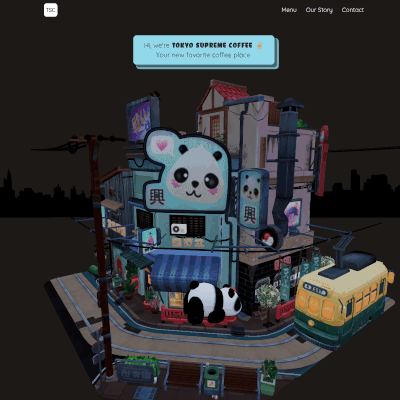 TSC
Menu Our Story Contact
Hi, we're TOKYO SUPREME COFFEE ✌🏻
Your new favorite coffee place
興
興